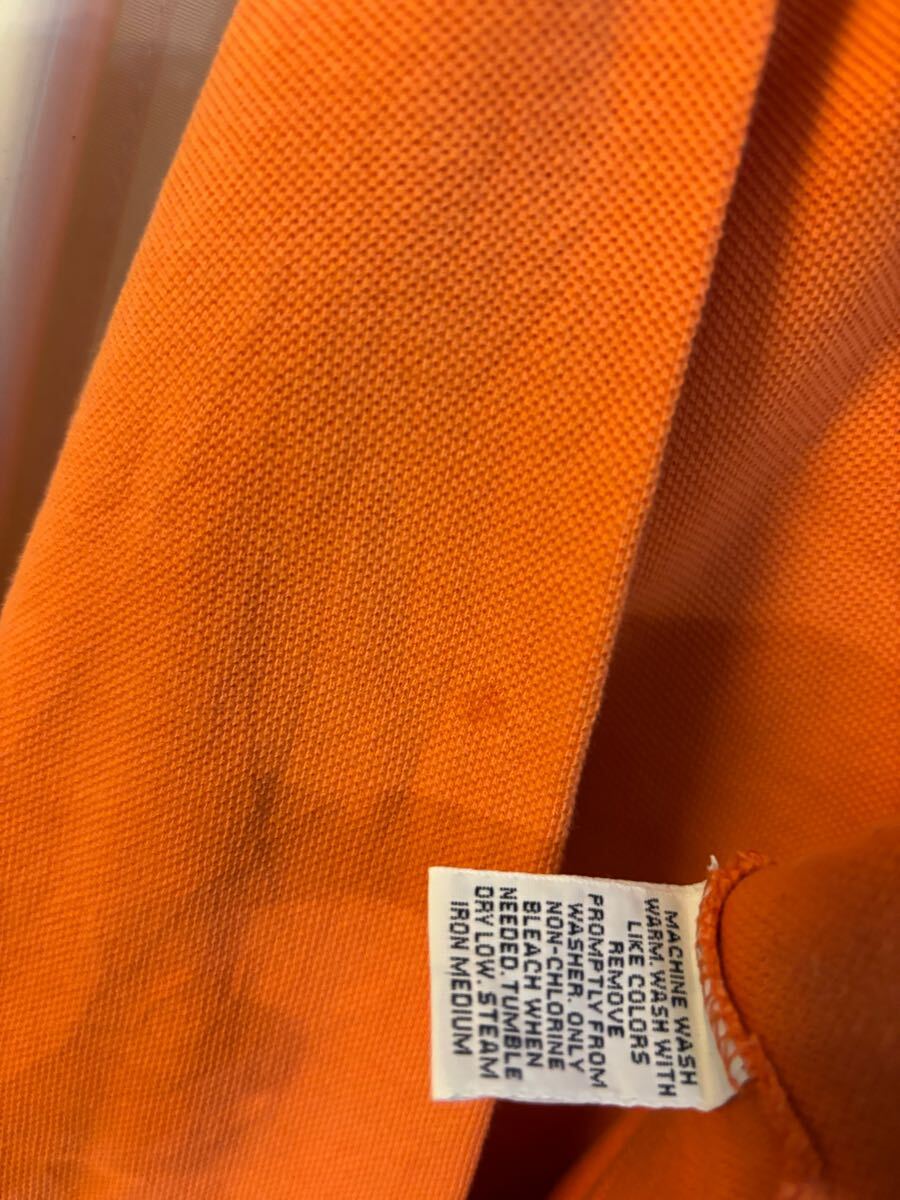 MACHINE WASH
WARM. WASH WITH
LIKE COLORS
REMOVE
PROMPTLY FROM
WASHER. ONLY
NON-CHLORINE
BLEACH WHEN
NEEDED. TUMBLE
DRY LOW. STEAM
IRON MEDIUM